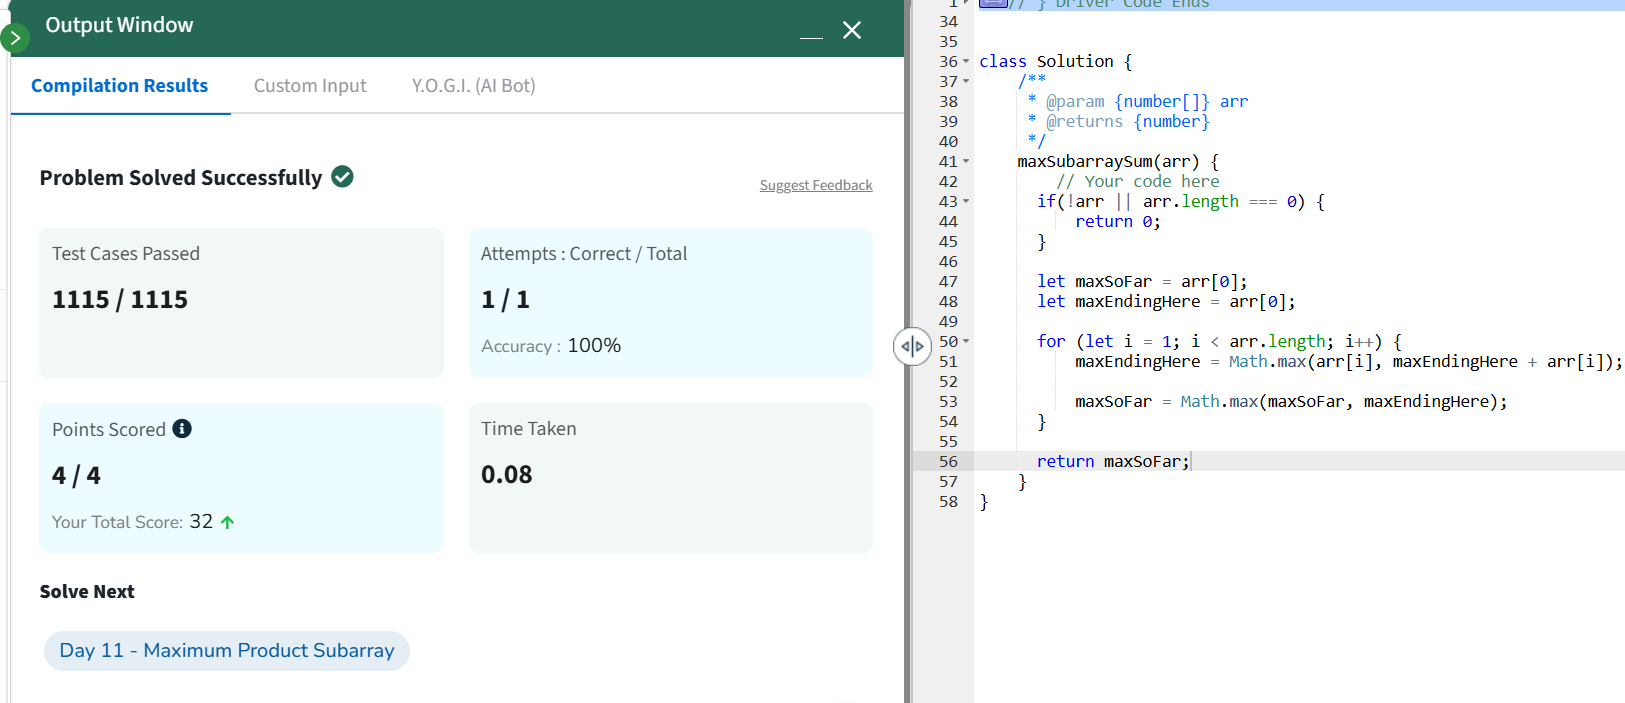 Output Window
Compilation Results
Custom Input
Y.O.G.I. (AI Bot)
Problem Solved Successfully
Suggest Feedback
Test Cases Passed
1115 / 1115
Attempts : Correct / Total
1 / 1
Accuracy : 100%
Points Scored
4 / 4
Your Total Score: 32
Time Taken
0.08
Solve Next
Day 11 - Maximum Product Subarray
1 // } Driver Code Ends
34
35
36 class Solution {
37 /**
38 * @param {number[]} arr
39 * @returns {number}
40 */
41 maxSubarraySum(arr) {
42 // Your code here
43 if(!arr || arr.length === 0) {
44 return 0;
45 }
46
47 let maxSoFar = arr[0];
48 let maxEndingHere = arr[0];
49
50 for (let i = 1; i < arr.length; i++) {
51 maxEndingHere = Math.max(arr[i], maxEndingHere + arr[i]);
52
53 maxSoFar = Math.max(maxSoFar, maxEndingHere);
54 }
55
56 return maxSoFar;
57 }
58 }